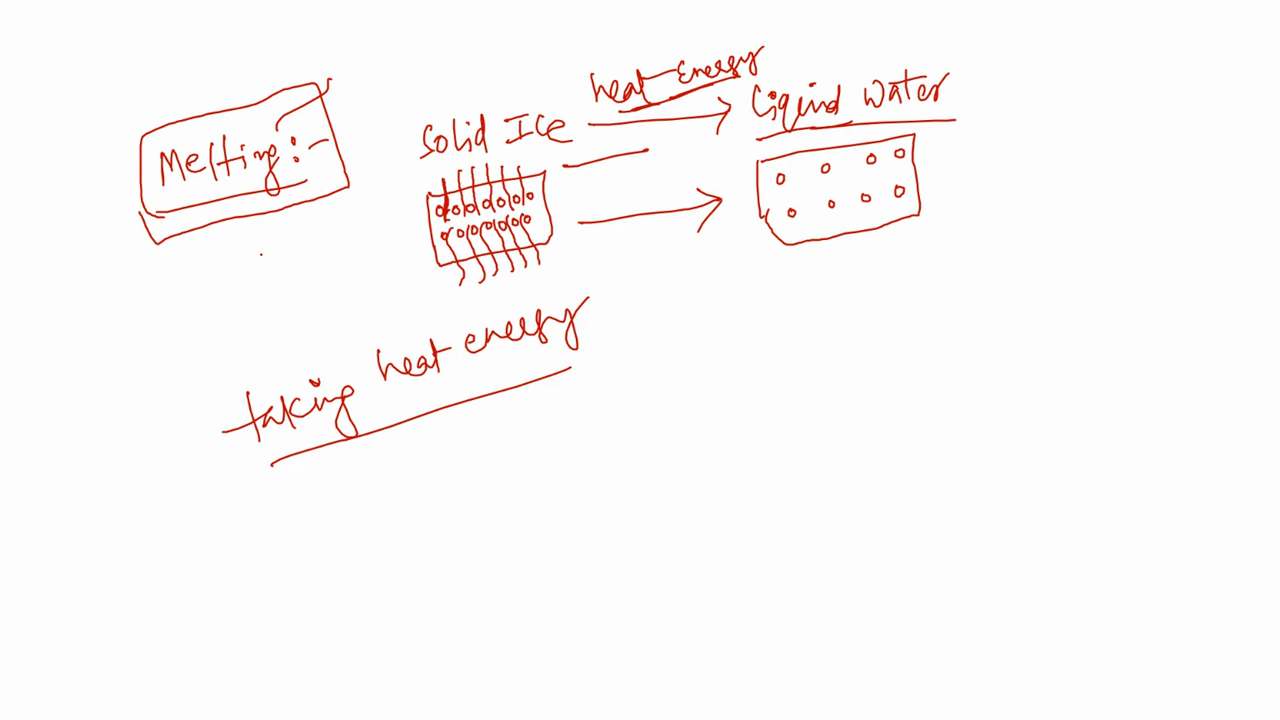 Melting :-
Solid Ice
heat Energy
Liquid Water
taking heat energy